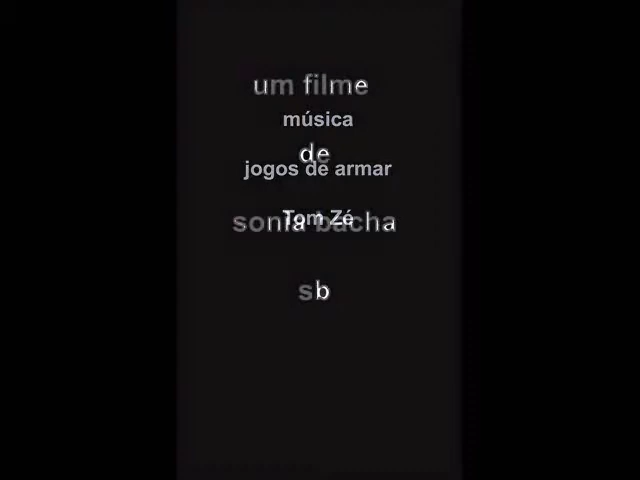 um filme
música
de
jogos de armar
Tom Zé
sonia bacha
sb